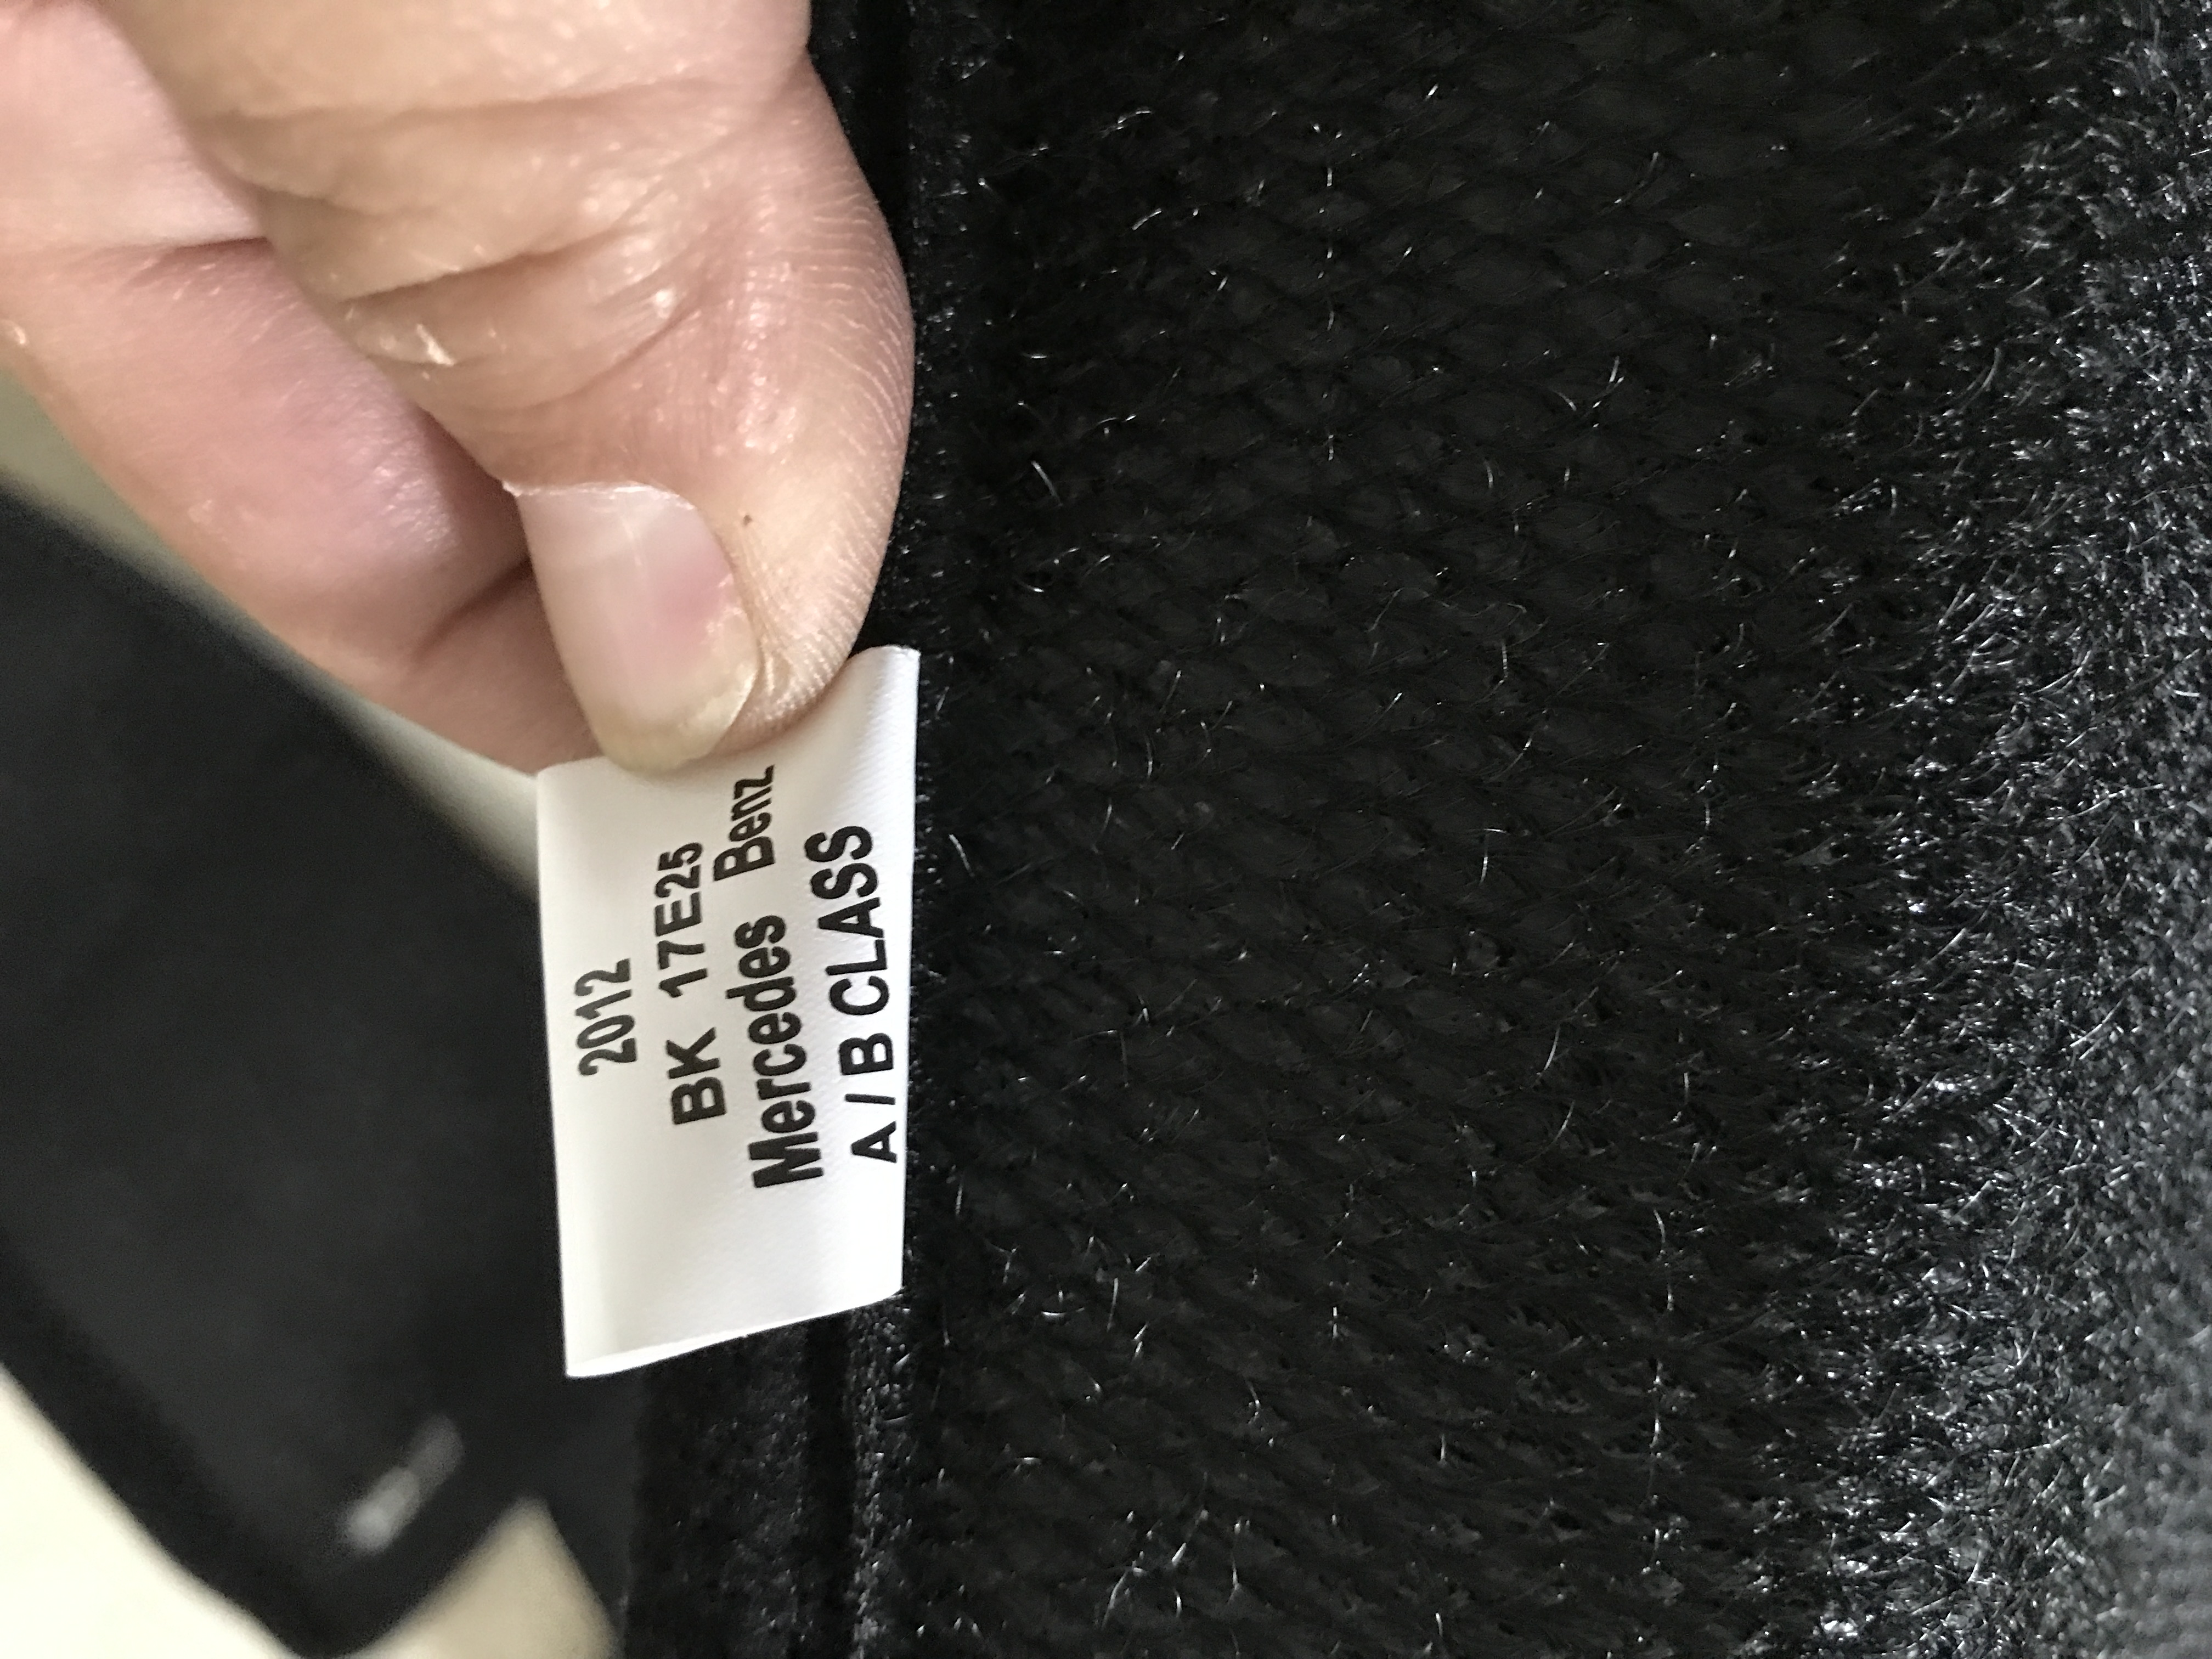 2012
BK 17E25
Mercedes Benz
A / B CLASS